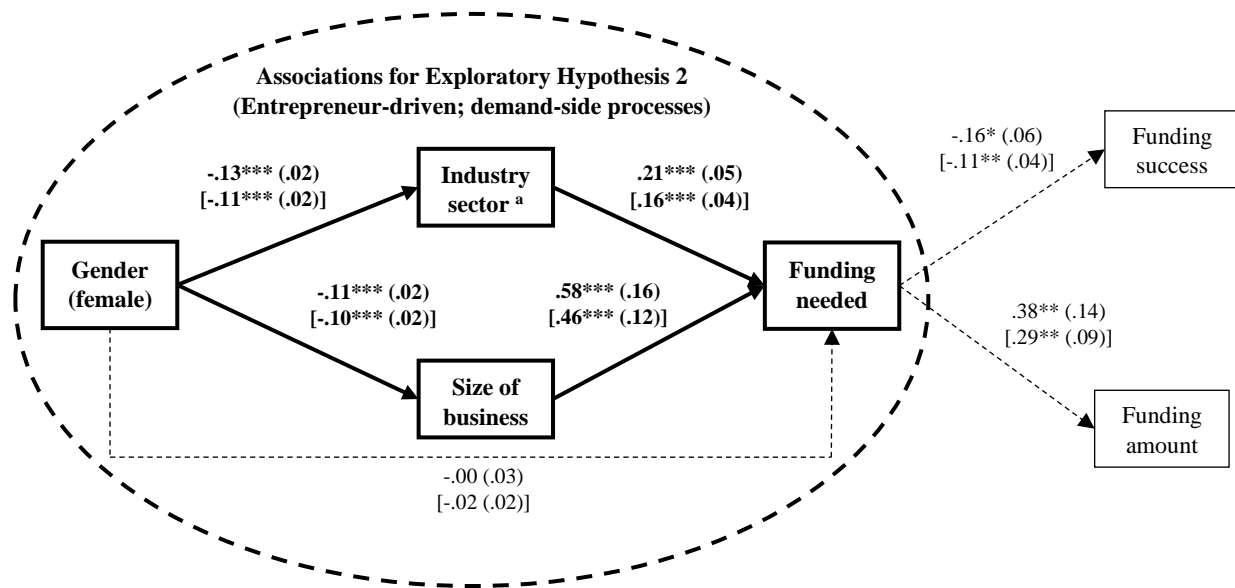 Associations for Exploratory Hypothesis 2
(Entrepreneur-driven; demand-side processes)
-.13*** (.02)
[-.11*** (.02)]
Industry
sector a
.21*** (.05)
[.16*** (.04)]
-.16* (.06)
[-.11** (.04)]
Funding
success
Gender
(female)
-.11*** (.02)
[-.10*** (.02)]
.58*** (.16)
[.46*** (.12)]
Funding
needed
.38** (.14)
[.29** (.09)]
Size of
business
Funding
amount
-.00 (.03)
[-.02 (.02)]